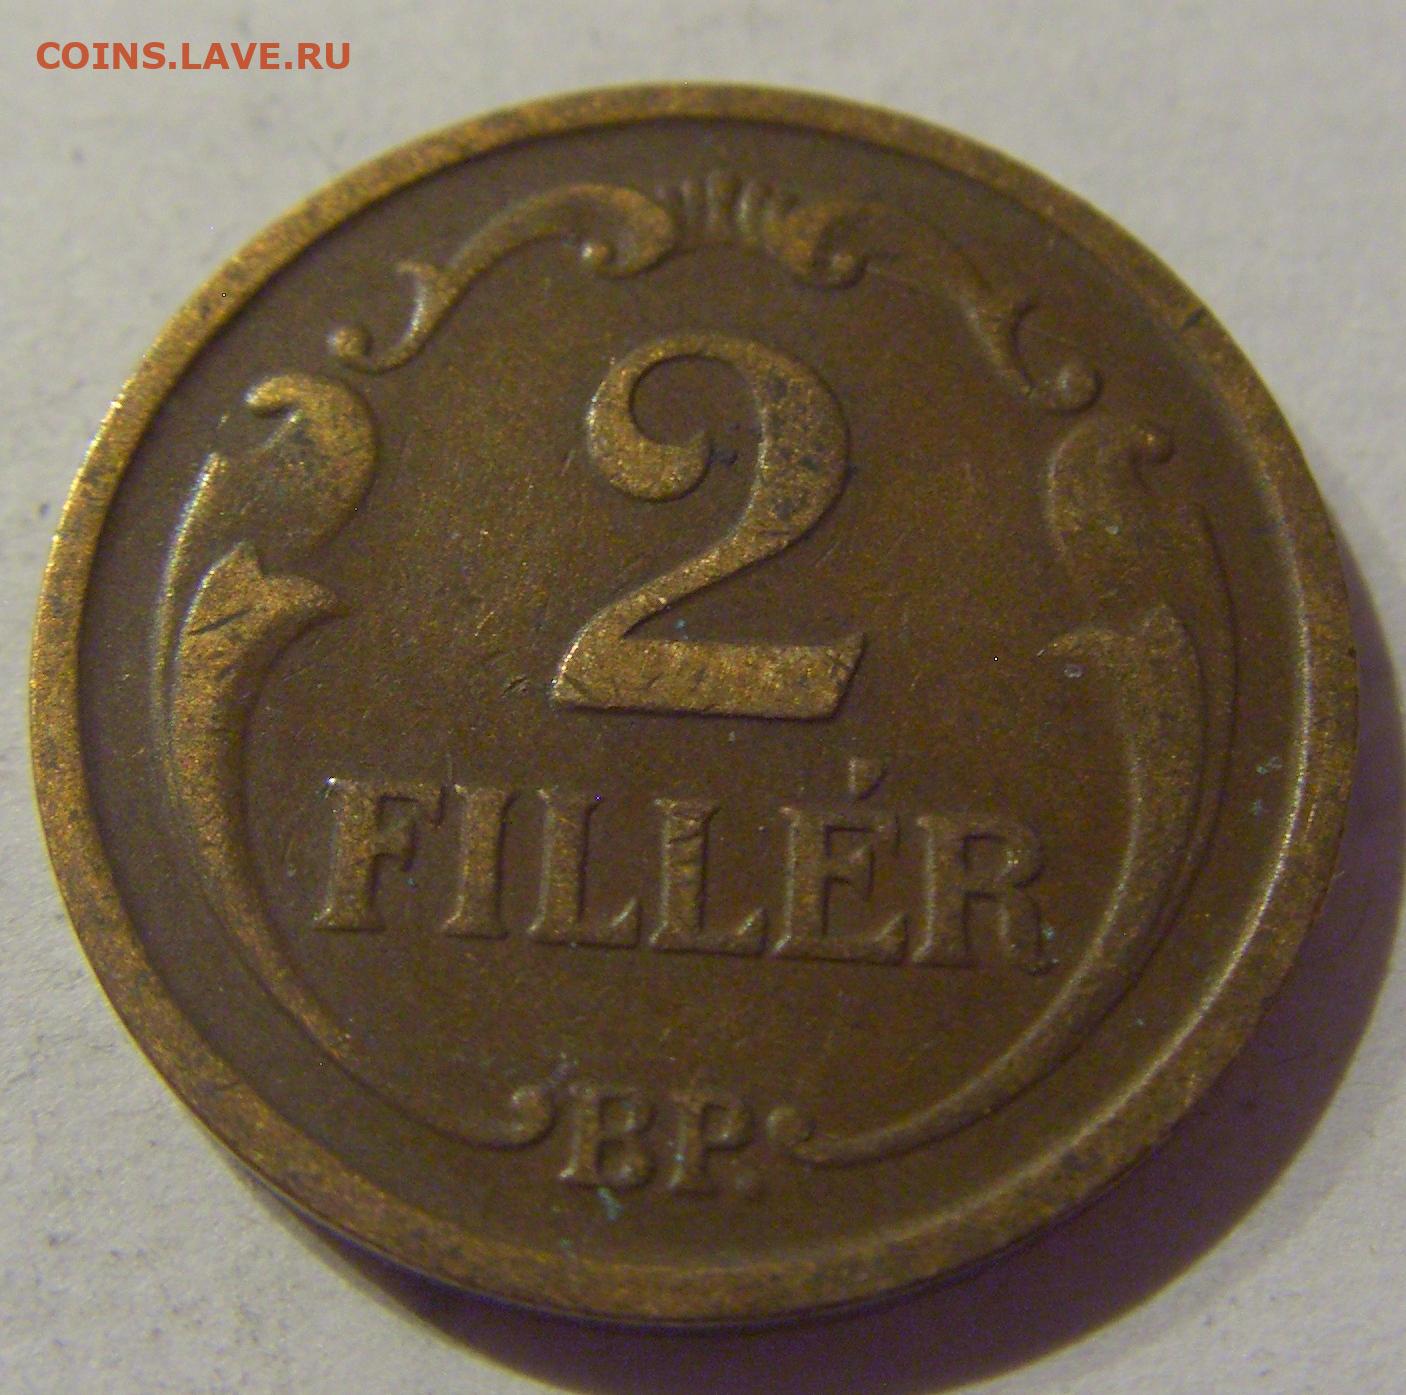 COINS.LAVE.RU
2
FILLÉR
BP.